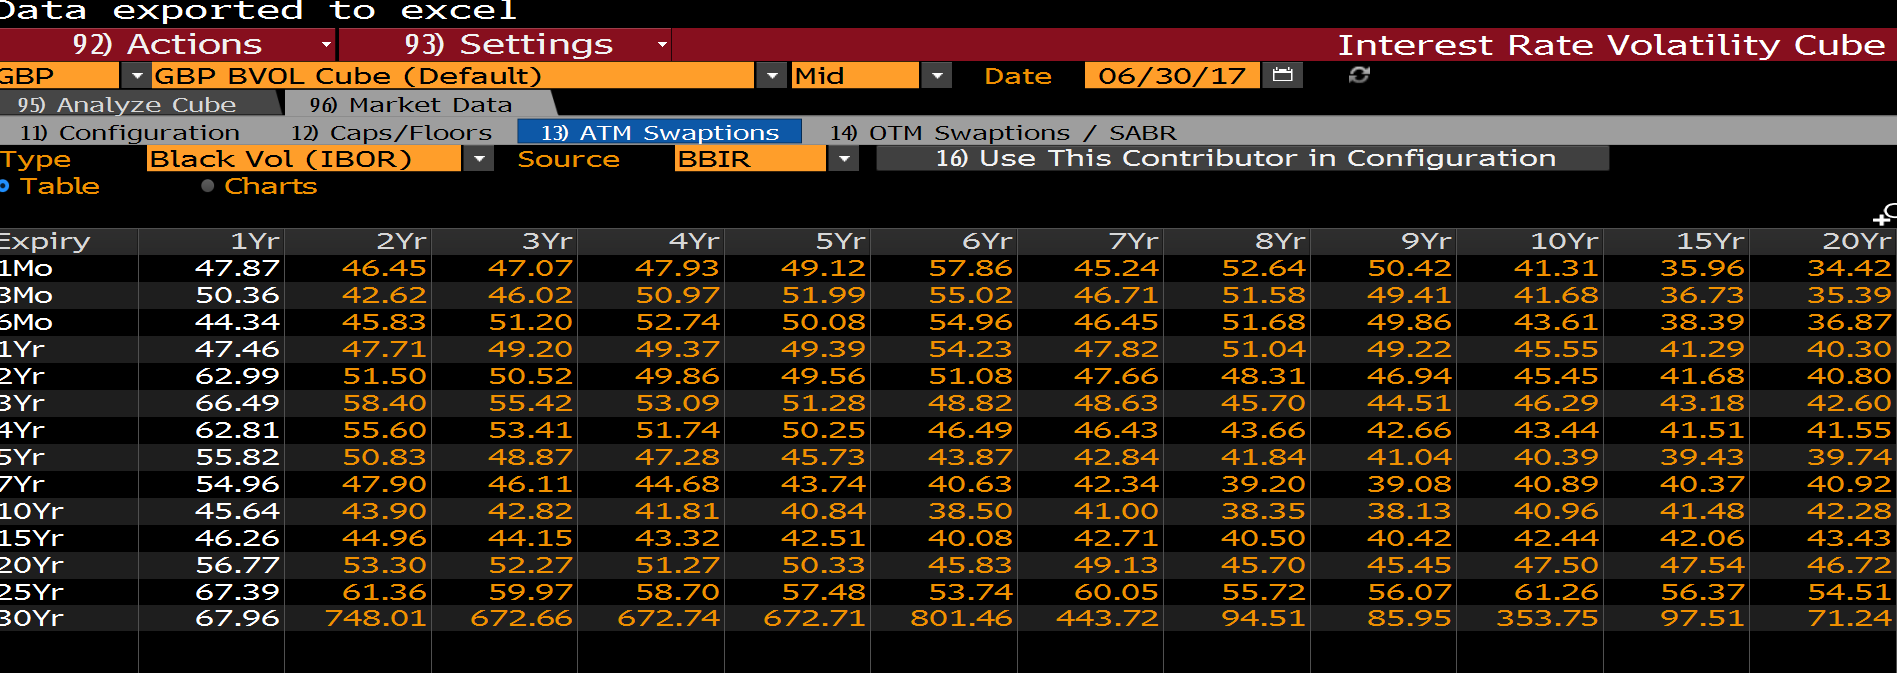 Data exported to excel
92) Actions 93) Settings Interest Rate Volatility Cube
GBP GBP BVOL Cube (Default) Mid Date 06/30/17
95) Analyze Cube 96) Market Data
11) Configuration 12) Caps/Floors 13) ATM Swaptions 14) OTM Swaptions / SABR
Type Black Vol (IBOR) Source BBIR 16) Use This Contributor in Configuration
Table Charts
Expiry 1Yr 2Yr 3Yr 4Yr 5Yr 6Yr 7Yr 8Yr 9Yr 10Yr 15Yr 20Yr
1Mo 47.87 46.45 47.07 47.93 49.12 57.86 45.24 52.64 50.42 41.31 35.96 34.42
3Mo 50.36 42.62 46.02 50.97 51.99 55.02 46.71 51.58 49.41 41.68 36.73 35.39
6Mo 44.34 45.83 51.20 52.74 50.08 54.96 46.45 51.68 49.86 43.61 38.39 36.87
1Yr 47.46 47.71 49.20 49.37 49.39 54.23 47.82 51.04 49.22 45.55 41.29 40.30
2Yr 62.99 51.50 50.52 49.86 49.56 51.08 47.66 48.31 46.94 45.45 41.68 40.80
3Yr 66.49 58.40 55.42 53.09 51.28 48.82 48.63 45.70 44.51 46.29 43.18 42.60
4Yr 62.81 55.60 53.41 51.74 50.25 46.49 46.43 43.66 42.66 43.44 41.51 41.55
5Yr 55.82 50.83 48.87 47.28 45.73 43.87 42.84 41.84 41.04 40.39 39.43 39.74
7Yr 54.96 47.90 46.11 44.68 43.74 40.63 42.34 39.20 39.08 40.89 40.37 40.92
10Yr 45.64 43.90 42.82 41.81 40.84 38.50 41.00 38.35 38.13 40.96 41.48 42.28
15Yr 46.26 44.96 44.15 43.32 42.51 40.08 42.71 40.50 40.42 42.44 42.06 43.43
20Yr 56.77 53.30 52.27 51.27 50.33 45.83 49.13 45.70 45.45 47.50 47.54 46.72
25Yr 67.39 61.36 59.97 58.70 57.48 53.74 60.05 55.72 56.07 61.26 56.37 54.51
30Yr 67.96 748.01 672.66 672.74 672.71 801.46 443.72 94.51 85.95 353.75 97.51 71.24